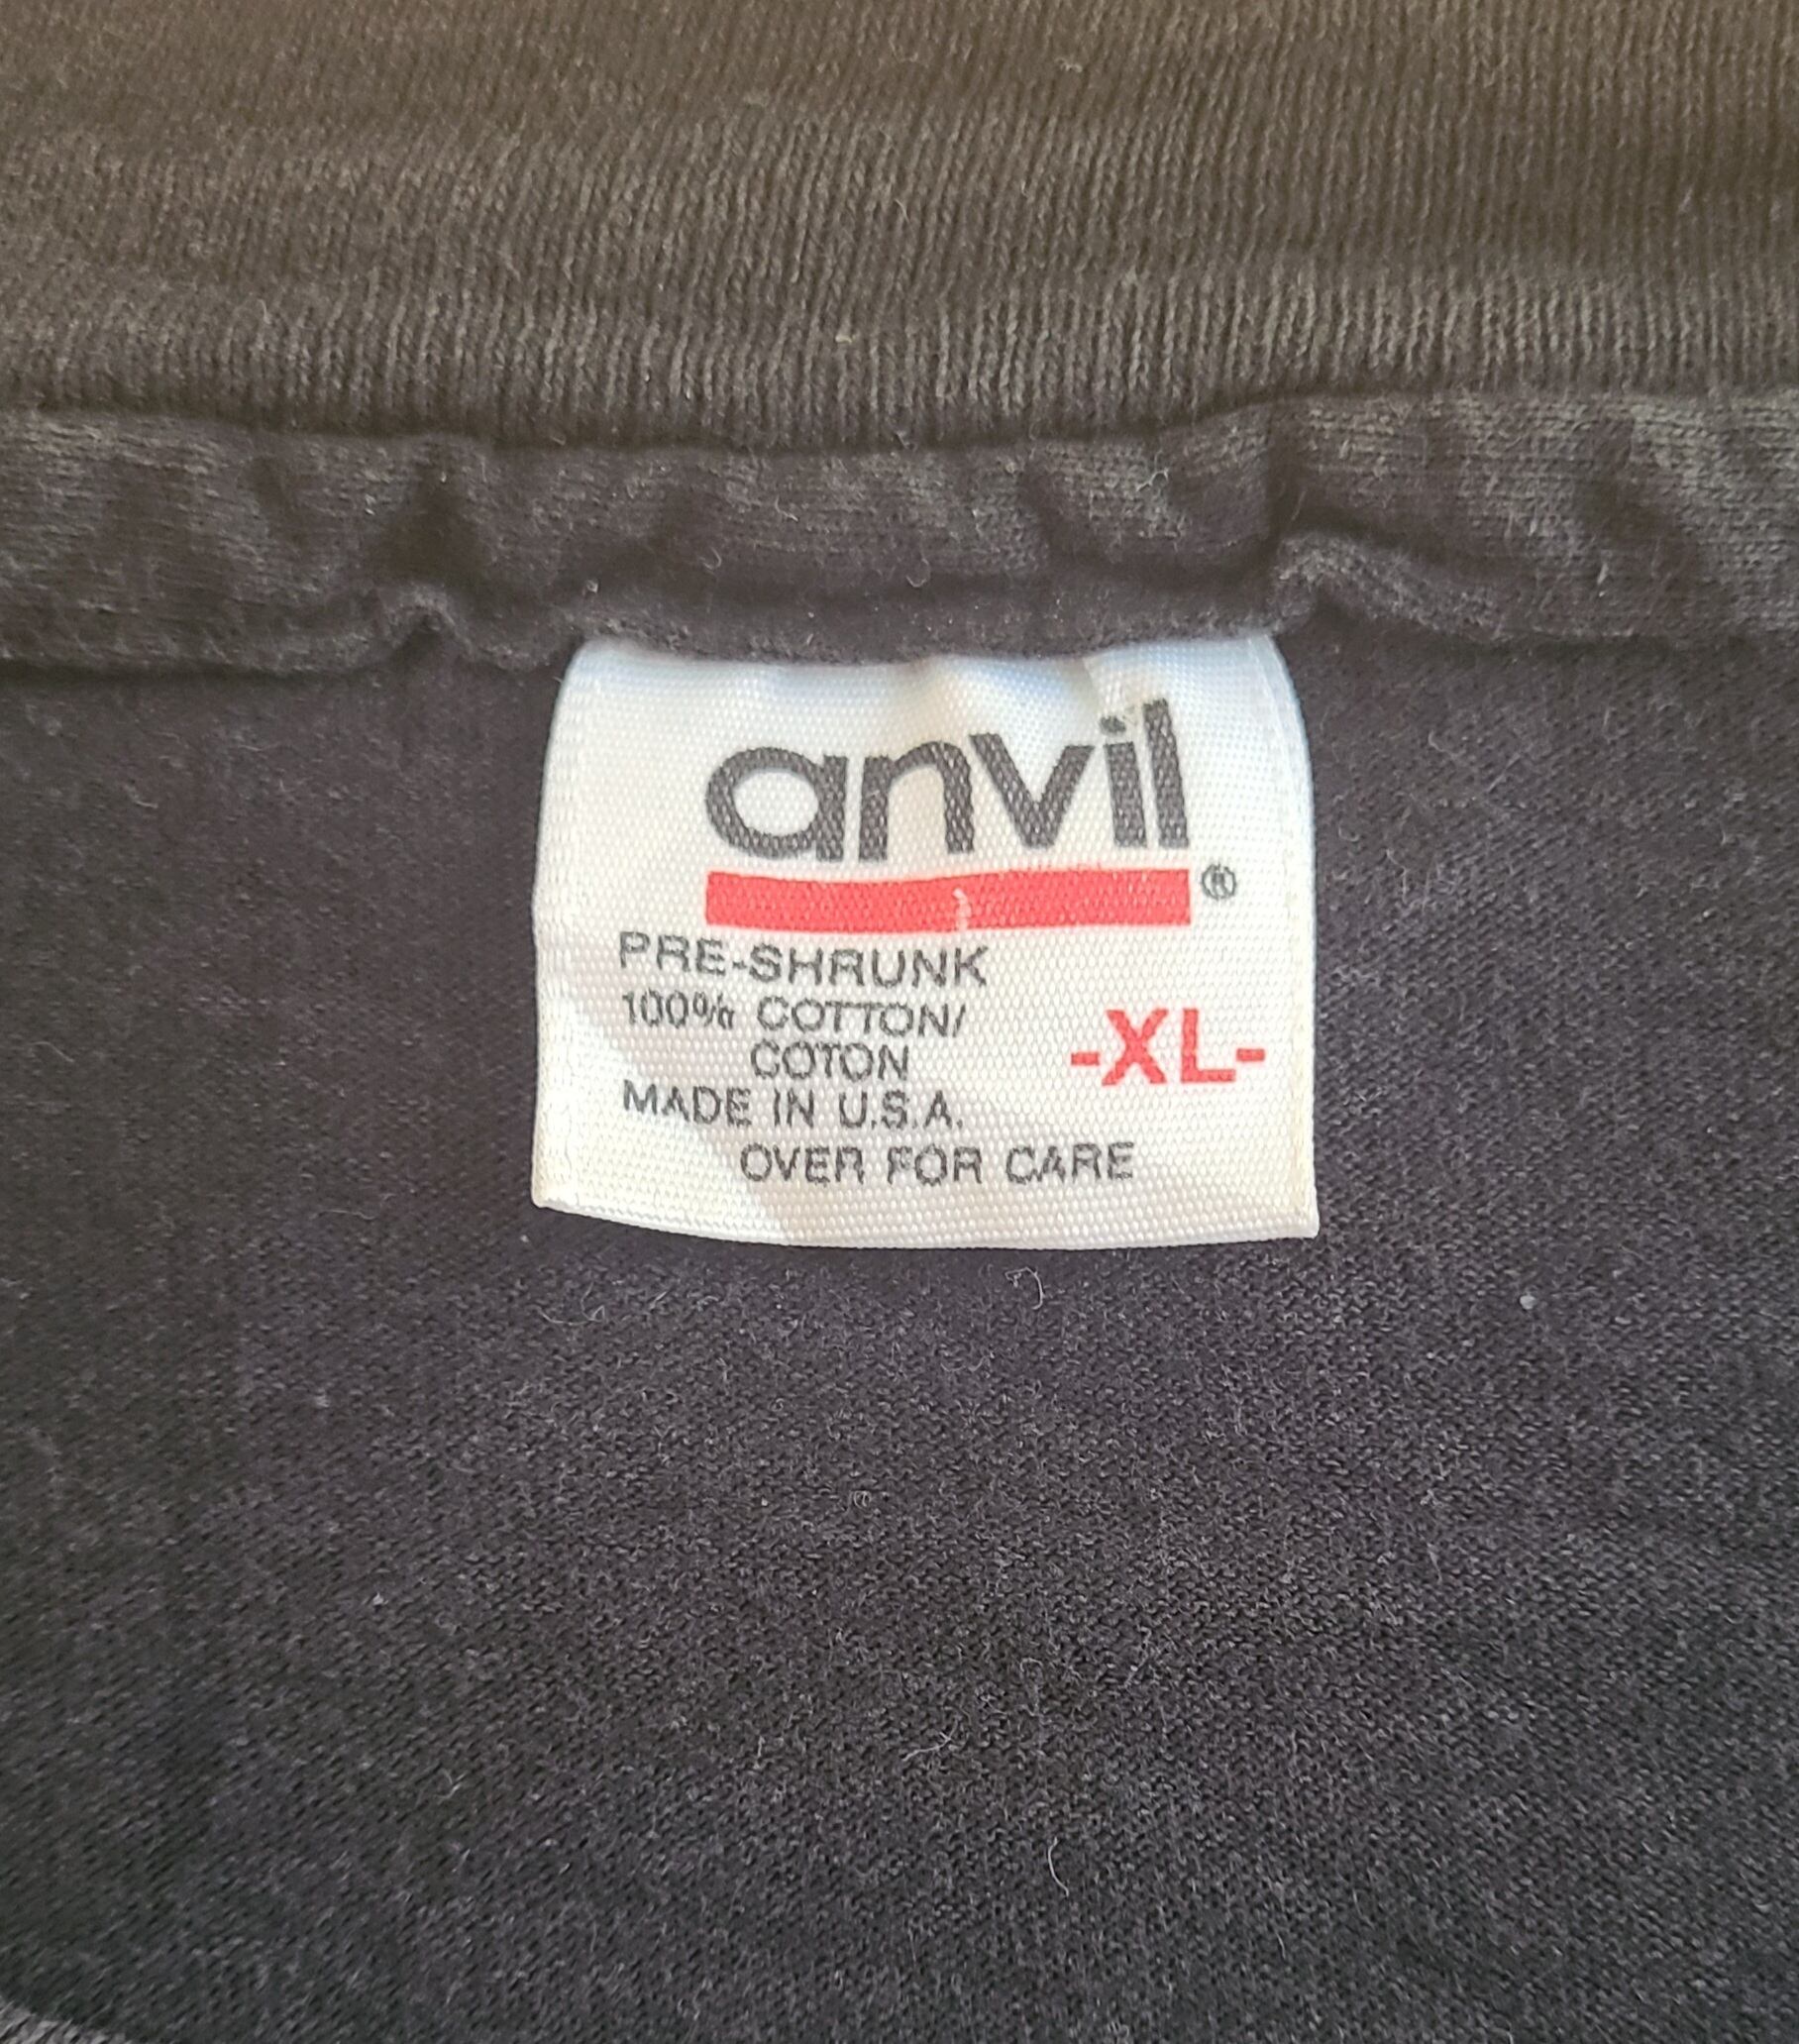 anvil
®
PRE-SHRUNK
100% COTTON/
COTON
-XL-
MADE IN U.S.A.
OVER FOR CARE